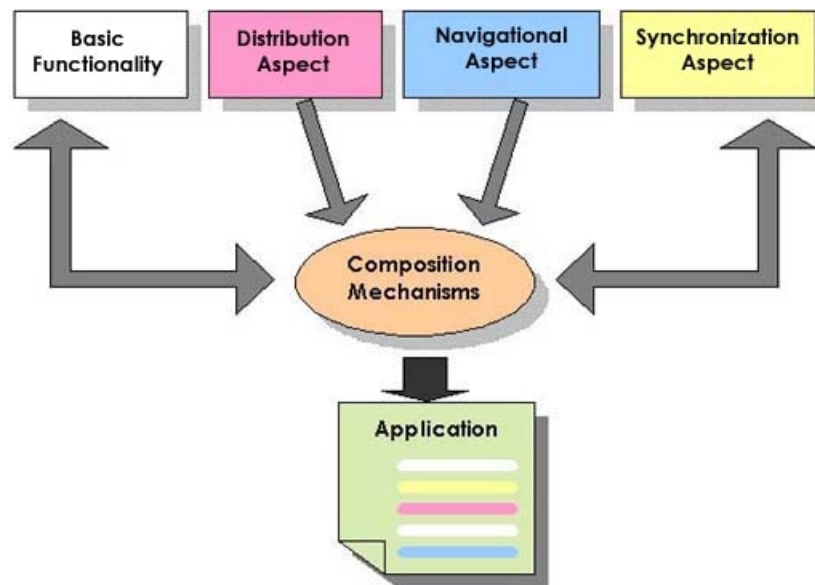 Basic
Functionality
Distribution
Aspect
Navigational
Aspect
Synchronization
Aspect
Composition
Mechanisms
Application